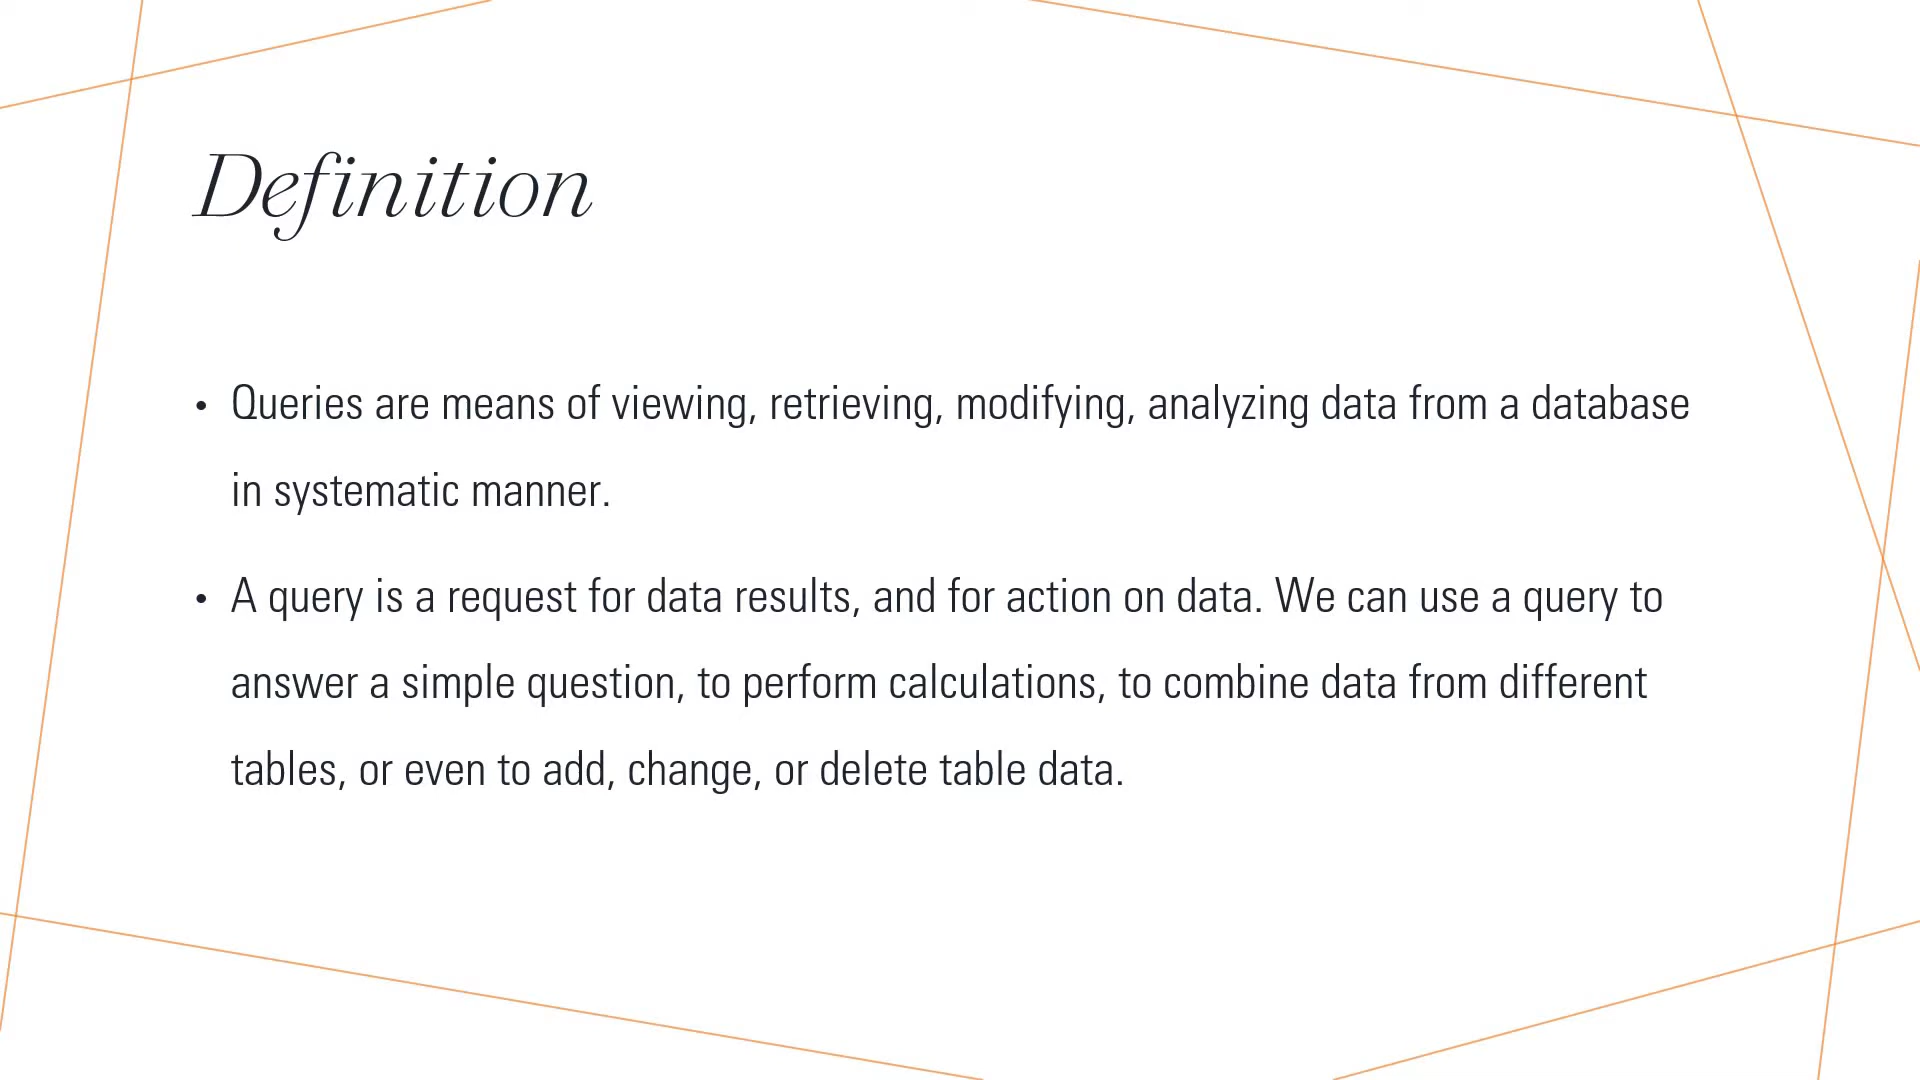 Definition
• Queries are means of viewing, retrieving, modifying, analyzing data from a database
in systematic manner.
• A query is a request for data results, and for action on data. We can use a query to
answer a simple question, to perform calculations, to combine data from different
tables, or even to add, change, or delete table data.